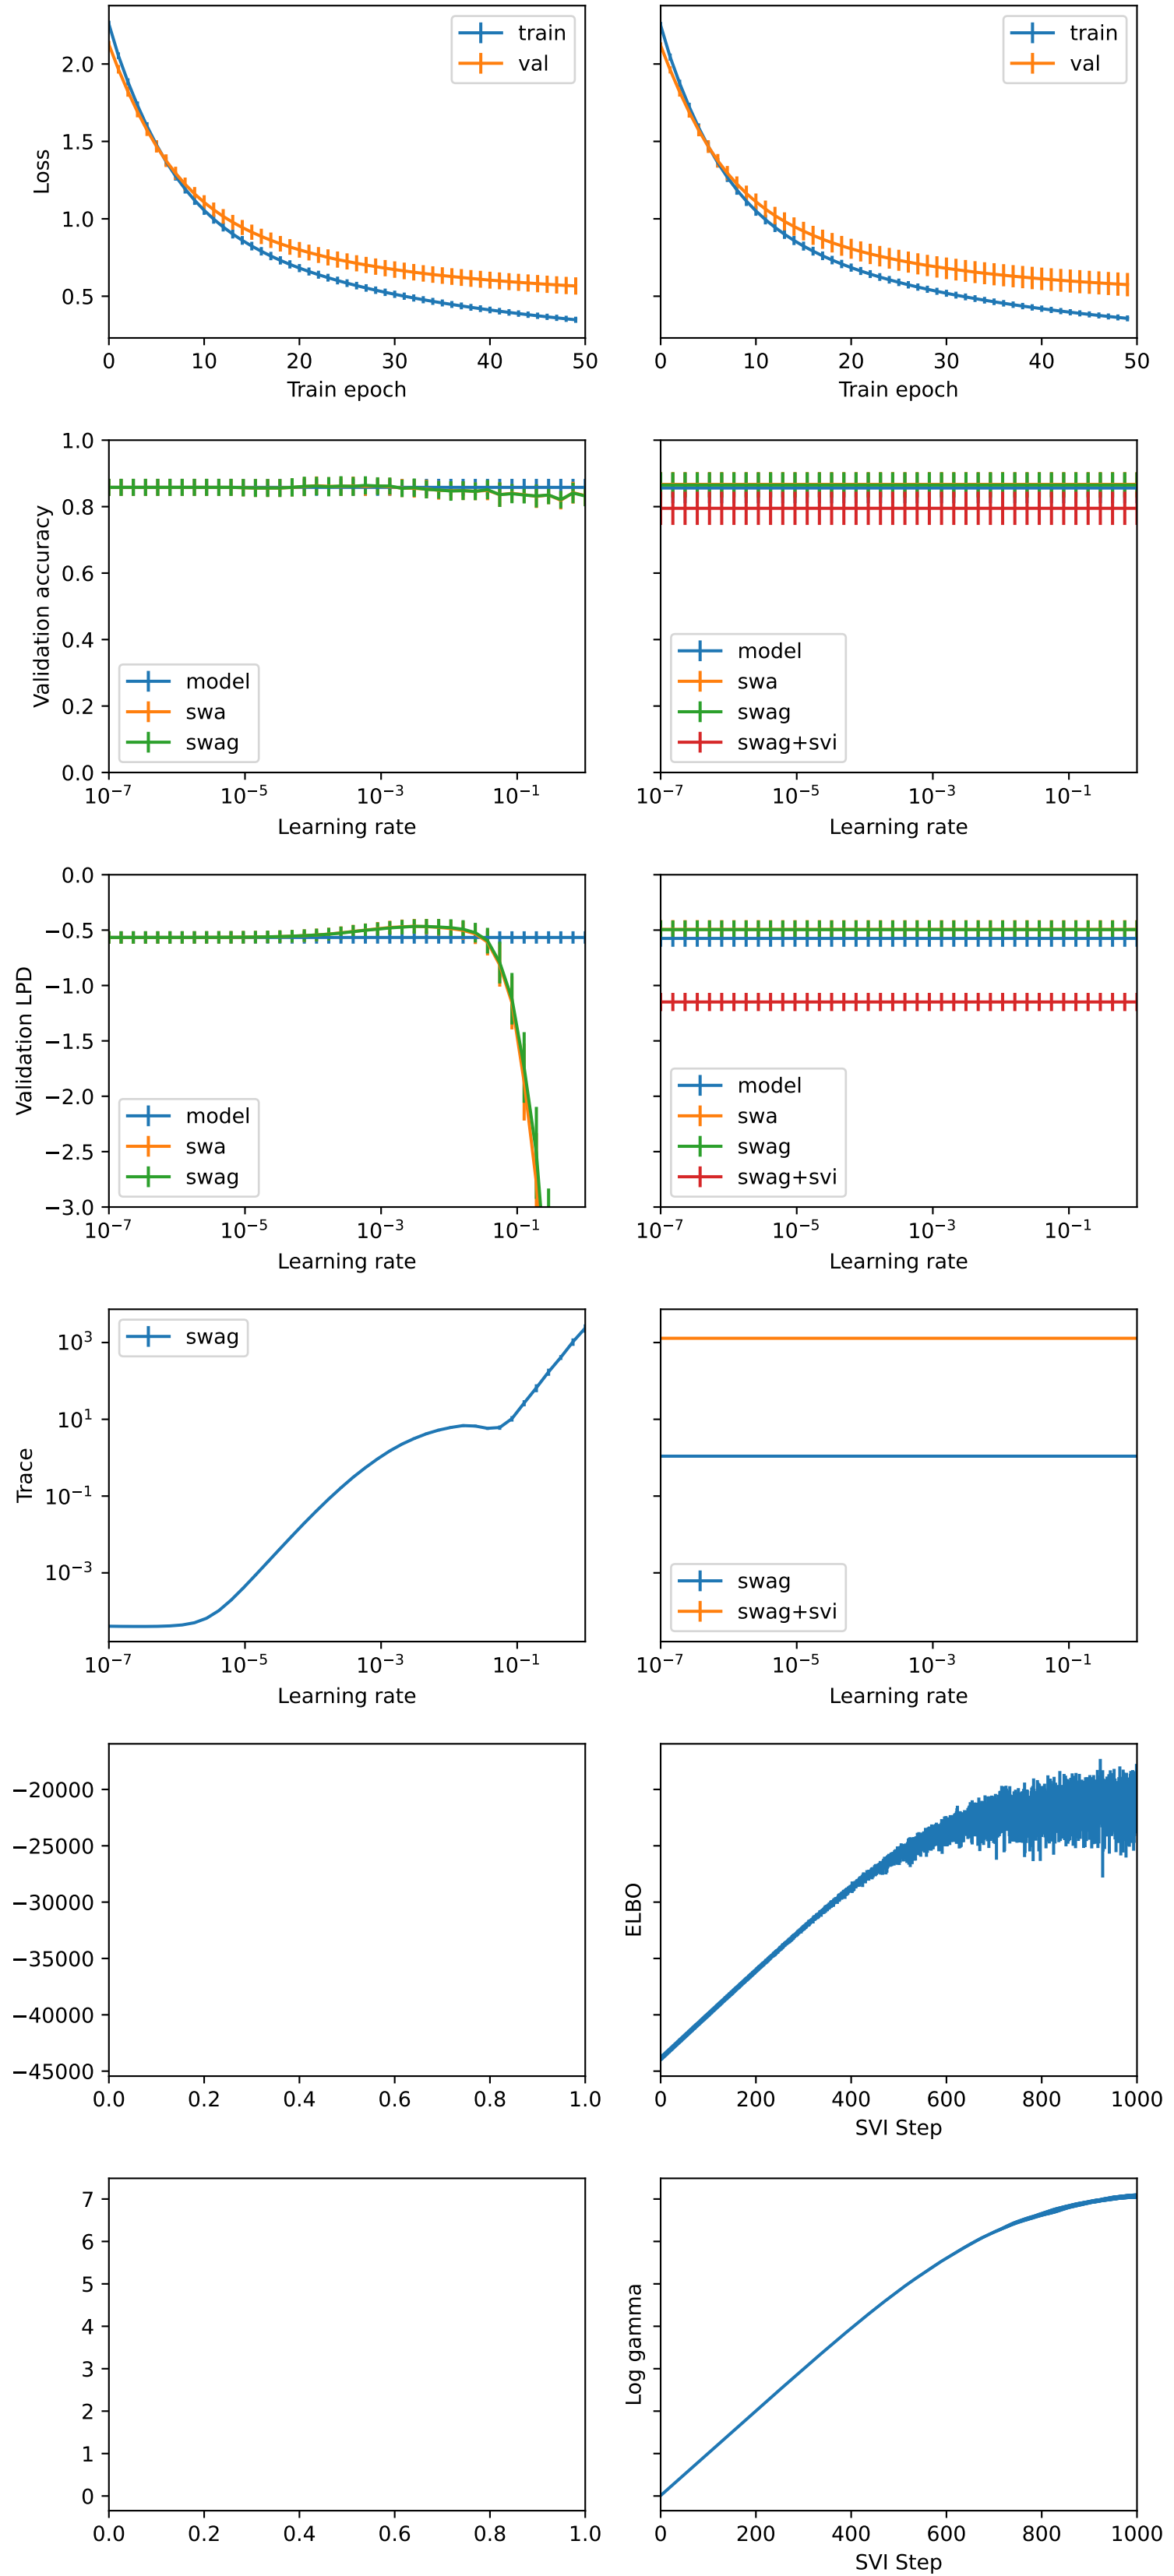 train
val
2.0
1.5
1.0
0.5
Loss
0 10 20 30 40 50
Train epoch
train
val
0 10 20 30 40 50
Train epoch
1.0
0.8
0.6
0.4
0.2
0.0
Validation accuracy
model
swa
swag
10⁻⁷ 10⁻⁵ 10⁻³ 10⁻¹
Learning rate
model
swa
swag
swag+svi
10⁻⁷ 10⁻⁵ 10⁻³ 10⁻¹
Learning rate
0.0
−0.5
−1.0
−1.5
−2.0
−2.5
−3.0
Validation LPD
model
swa
swag
10⁻⁷ 10⁻⁵ 10⁻³ 10⁻¹
Learning rate
model
swa
swag
swag+svi
10⁻⁷ 10⁻⁵ 10⁻³ 10⁻¹
Learning rate
swag
10³
10¹
10⁻¹
10⁻³
Trace
10⁻⁷ 10⁻⁵ 10⁻³ 10⁻¹
Learning rate
swag
swag+svi
10⁻⁷ 10⁻⁵ 10⁻³ 10⁻¹
Learning rate
−20000
−25000
−30000
−35000
−40000
−45000
0.0 0.2 0.4 0.6 0.8 1.0
ELBO
0 200 400 600 800 1000
SVI Step
7
6
5
4
3
2
1
0
0.0 0.2 0.4 0.6 0.8 1.0
Log gamma
0 200 400 600 800 1000
SVI Step